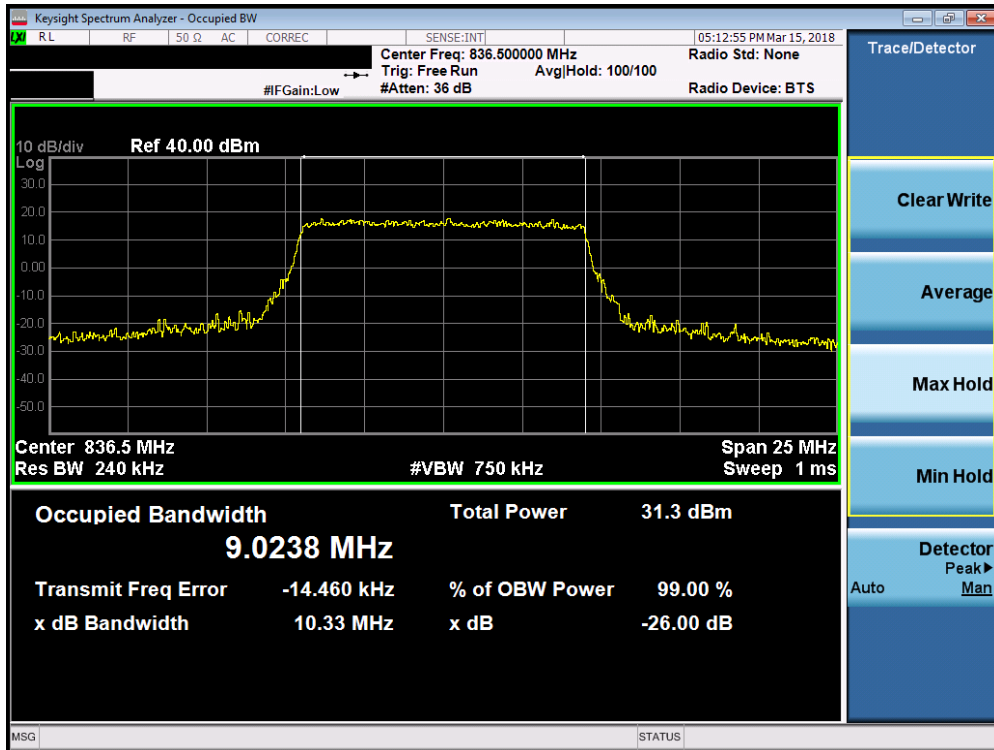 Keysight Spectrum Analyzer - Occupied BW
LXI RL RF 50 Ω AC CORREC SENSE:INT 05:12:55 PM Mar 15, 2018
Center Freq: 836.500000 MHz Radio Std: None
Trig: Free Run Avg|Hold: 100/100
#IFGain:Low #Atten: 36 dB Radio Device: BTS
Trace/Detector
10 dB/div Ref 40.00 dBm
Log
30.0
20.0
10.0
0.00
-10.0
-20.0
-30.0
-40.0
-50.0
Center 836.5 MHz Span 25 MHz
Res BW 240 kHz #VBW 750 kHz Sweep 1 ms
Occupied Bandwidth Total Power 31.3 dBm
9.0238 MHz
Transmit Freq Error -14.460 kHz % of OBW Power 99.00 %
x dB Bandwidth 10.33 MHz x dB -26.00 dB
Clear Write
Average
Max Hold
Min Hold
Detector
Peak▶
Auto Man
MSG STATUS